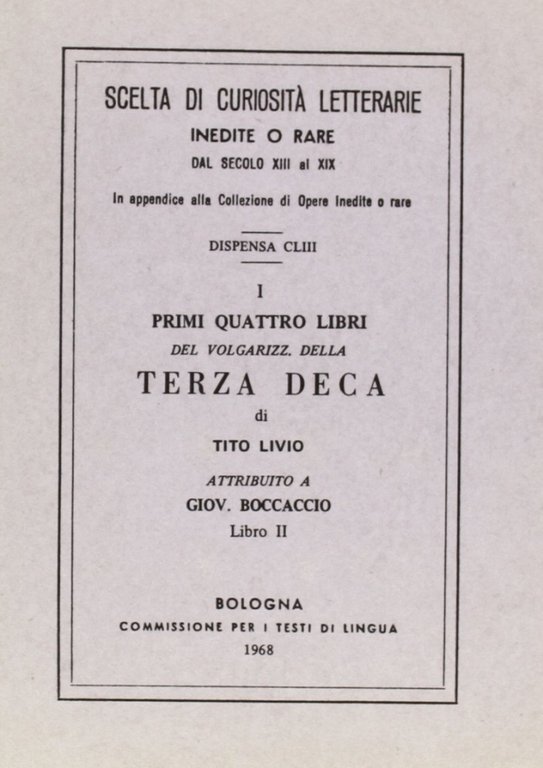 SCELTA DI CURIOSITÀ LETTERARIE
INEDITE O RARE
DAL SECOLO XIII al XIX
In appendice alla Collezione di Opere Inedite o rare
DISPENSA CLIII
I
PRIMI QUATTRO LIBRI
DEL VOLGARIZZ. DELLA
TERZA DECA
di
TITO LIVIO
ATTRIBUITO A
GIOV. BOCCACCIO
Libro II
BOLOGNA
COMMISSIONE PER I TESTI DI LINGUA
1968